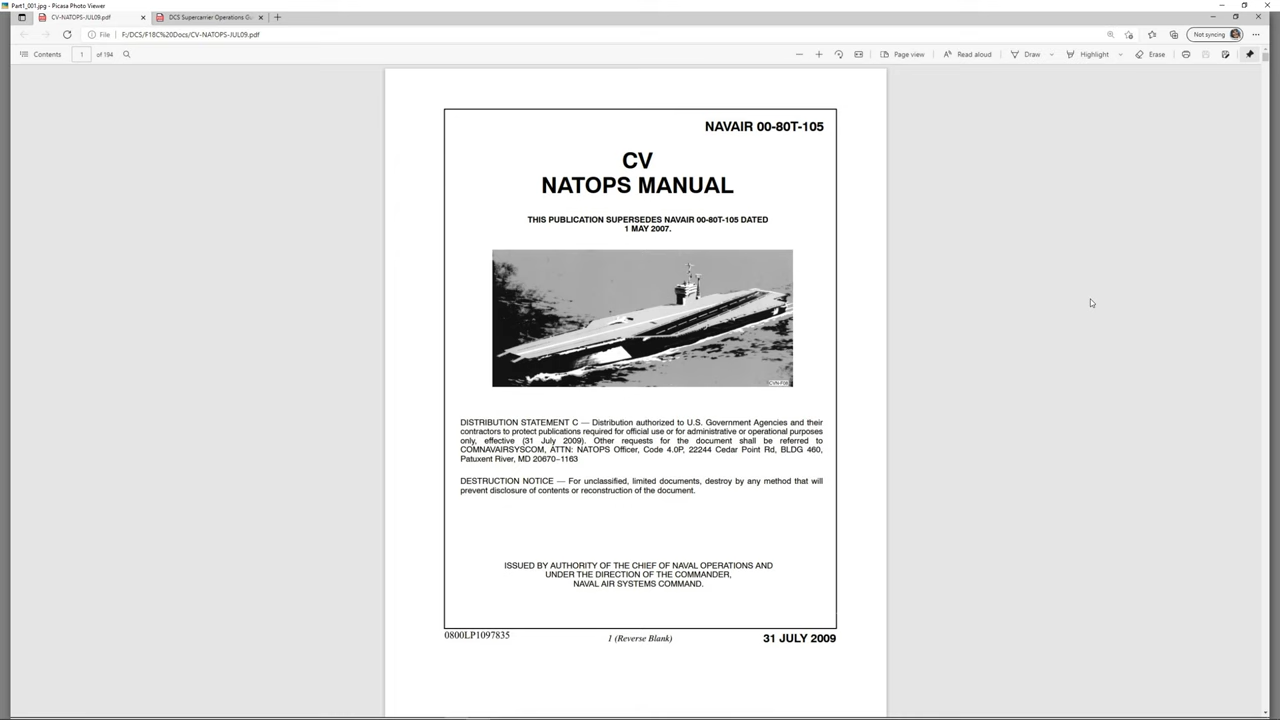 Part1_001.jpg - Picasa Photo Viewer
CV-NATOPS-JUL09.pdf
DCS Supercarrier Operations Gu
File F:/DCS/F18C%20Docs/CV-NATOPS-JUL09.pdf
Not syncing
Contents 1 of 194
Page view Read aloud Draw Highlight Erase
NAVAIR 00-80T-105
CV
NATOPS MANUAL
THIS PUBLICATION SUPERSEDES NAVAIR 00-80T-105 DATED
1 MAY 2007.
DISTRIBUTION STATEMENT C — Distribution authorized to U.S. Government Agencies and their
contractors to protect publications required for official use or for administrative or operational purposes
only, effective (31 July 2009). Other requests for the document shall be referred to
COMNAVAIRSYSCOM, ATTN: NATOPS Officer, Code 4.0P, 22244 Cedar Point Rd, BLDG 460,
Patuxent River, MD 20670-1163
DESTRUCTION NOTICE — For unclassified, limited documents, destroy by any method that will
prevent disclosure of contents or reconstruction of the document.
ISSUED BY AUTHORITY OF THE CHIEF OF NAVAL OPERATIONS AND
UNDER THE DIRECTION OF THE COMMANDER,
NAVAL AIR SYSTEMS COMMAND.
0800LP1097835
1 (Reverse Blank)
31 JULY 2009